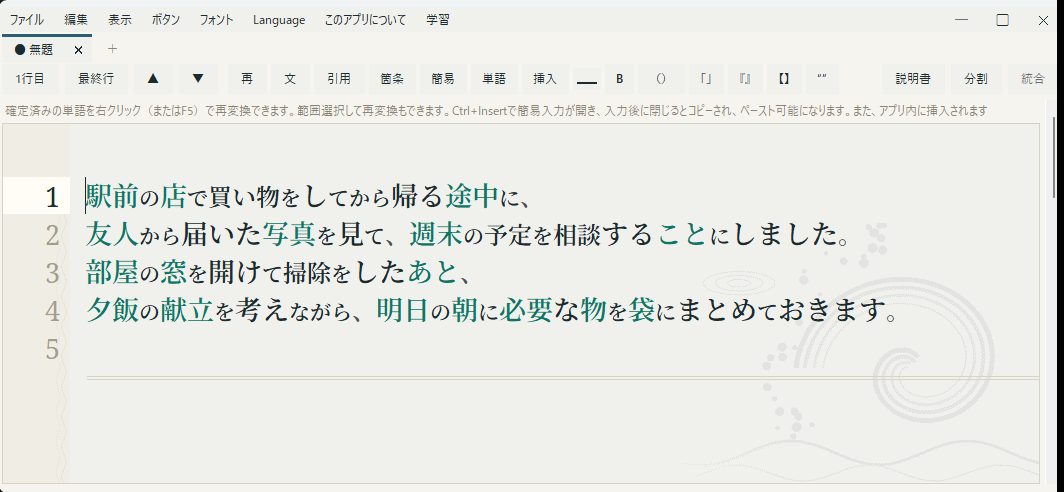 ファイル 編集 表示 ボタン フォント Language このアプリについて 学習
● 無題 × +
1行目 最終行 ▲ ▼ 再 文 引用 箇条 簡易 単語 挿入 __ B () 「」 『』 【】 "" 説明書 分割 統合
確定済みの単語を右クリック（またはF5）で再変換できます。範囲選択して再変換もできます。Ctrl+Insertで簡易入力が開き、入力後に閉じるとコピーされ、ペースト可能になります。また、アプリ内に挿入されます
1 駅前の店で買い物をしてから帰る途中に、
2 友人から届いた写真を見て、週末の予定を相談することにしました。
3 部屋の窓を開けて掃除をしたあと、
4 夕飯の献立を考えながら、明日の朝に必要な物を袋にまとめておきます。
5